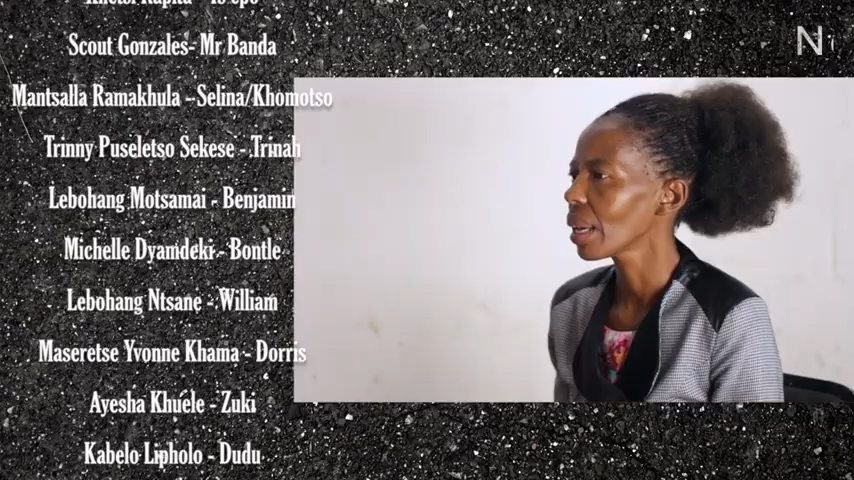 Scout Gonzales- Mr Banda
N
Mantsalla Ramakhula - Selina/Khomotso
Trinny Puseletso Sekese - Trinah
Lebohang Motsamai - Benjamin
Michelle Dyamdeki - Bontle
Lebohang Ntsane - William
Maseretse Yvonne Khama - Dorris
Ayesha Khuele - Zuki
Kabelo Lipholo - Dudu